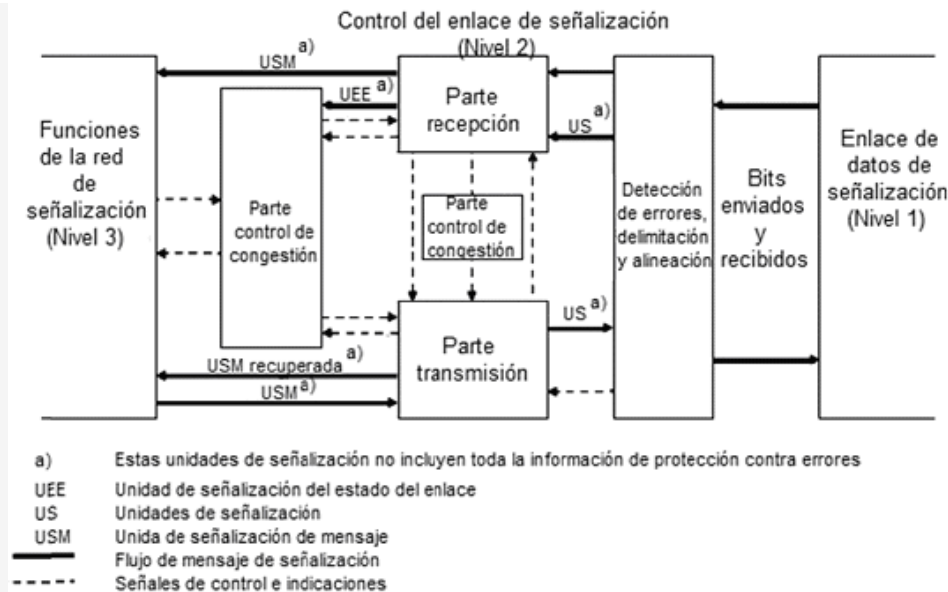 Control del enlace de señalización
(Nivel 2)
USM a)
UEE a)
Parte
recepción
US a)
Funciones
de la red
de
señalización
(Nivel 3)
Parte
control de
congestión
Parte
control de
congestión
Detección
de errores,
delimitación
y alineación
Bits
enviados
y
recibidos
Enlace de
datos de
señalización
(Nivel 1)
US a)
Parte
transmisión
USM recuperada a)
USM a)
a) Estas unidades de señalización no incluyen toda la información de protección contra errores
UEE Unidad de señalización del estado del enlace
US Unidades de señalización
USM Unida de señalización de mensaje
Flujo de mensaje de señalización
Señales de control e indicaciones